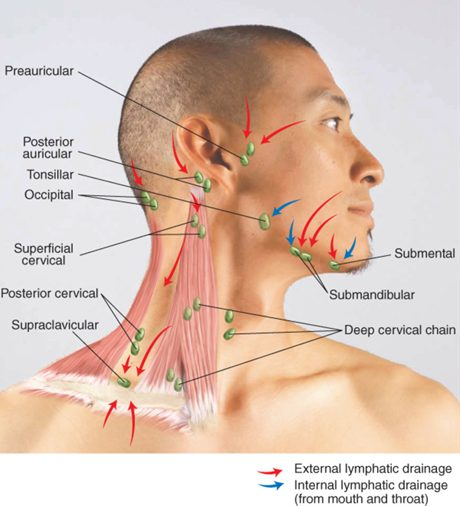 Preauricular
Posterior
auricular
Tonsillar
Occipital
Superficial
cervical
Posterior cervical
Supraclavicular
Submental
Submandibular
Deep cervical chain
External lymphatic drainage
Internal lymphatic drainage
(from mouth and throat)